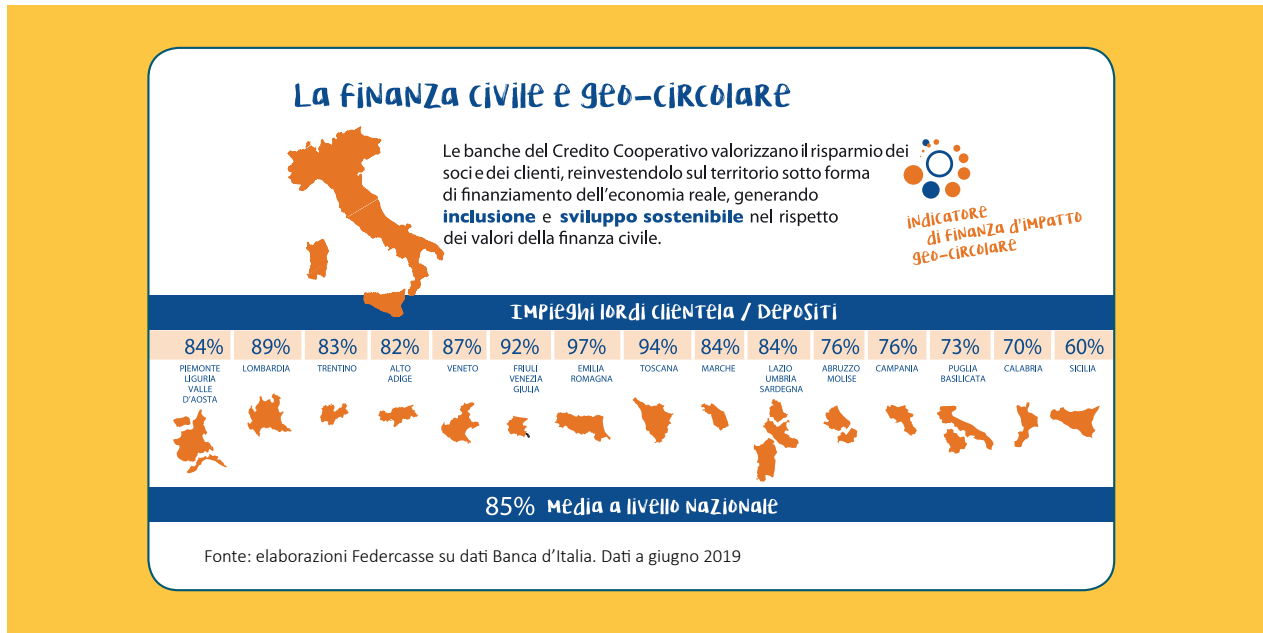 La finanza civile e geo-circolare
Le banche del Credito Cooperativo valorizzano il risparmio dei
soci e dei clienti, reinvestendolo sul territorio sotto forma
di finanziamento dell'economia reale, generando
inclusione e sviluppo sostenibile nel rispetto
dei valori della finanza civile.
indicatore
di finanza d'impatto
geo-circolare
Impieghi lordi clientela / Depositi
84% 89% 83% 82% 87% 92% 97% 94% 84% 84% 76% 76% 73% 70% 60%
PIEMONTE
LIGURIA
VALLE
D'AOSTA
LOMBARDIA
TRENTINO
ALTO
ADIGE
VENETO
FRIULI
VENEZIA
GIULIA
EMILIA
ROMAGNA
TOSCANA
MARCHE
LAZIO
UMBRIA
SARDEGNA
ABRUZZO
MOLISE
CAMPANIA
PUGLIA
BASILICATA
CALABRIA
SICILIA
85% Media a livello nazionale
Fonte: elaborazioni Federcasse su dati Banca d'Italia. Dati a giugno 2019